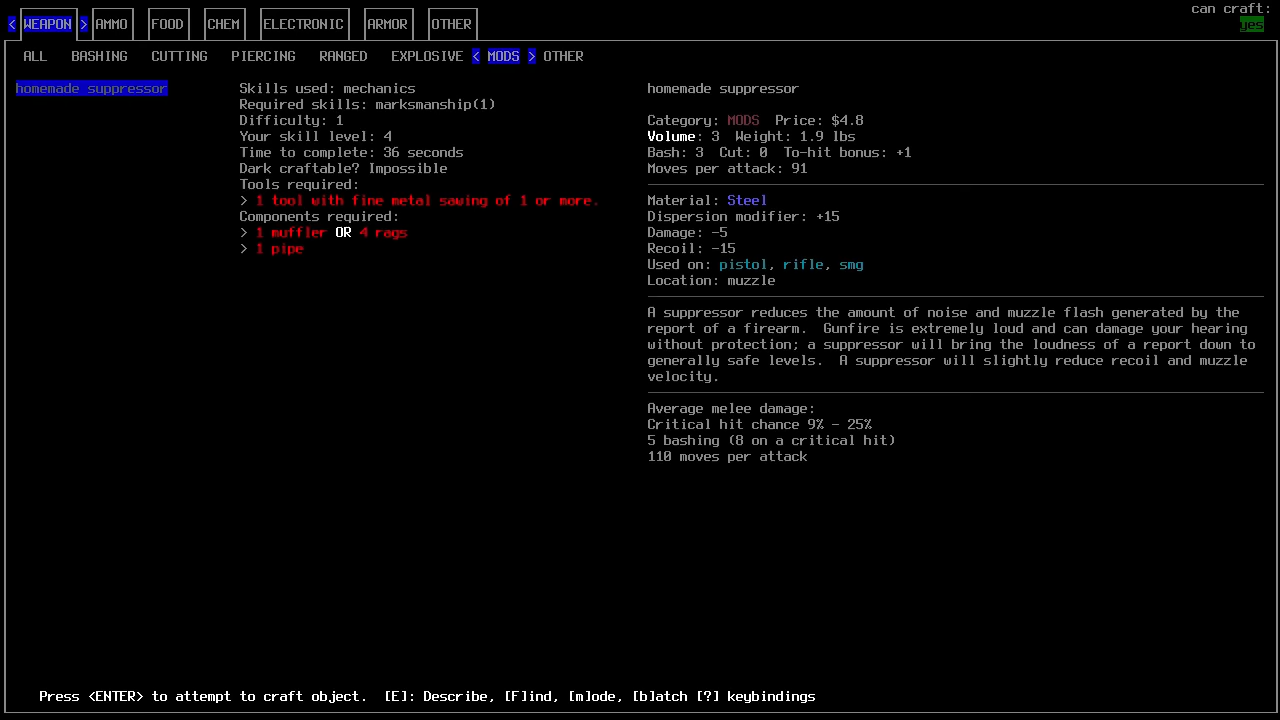 can craft:
< WEAPON > AMMO FOOD CHEM ELECTRONIC ARMOR OTHER yes
ALL BASHING CUTTING PIERCING RANGED EXPLOSIVE < MODS > OTHER
homemade suppressor Skills used: mechanics homemade suppressor
Required skills: marksmanship(1)
Difficulty: 1 Category: MODS Price: $4.8
Your skill level: 4 Volume: 3 Weight: 1.9 lbs
Time to complete: 36 seconds Bash: 3 Cut: 0 To-hit bonus: +1
Dark craftable? Impossible Moves per attack: 91
Tools required:
> 1 tool with fine metal sawing of 1 or more. Material: Steel
Components required: Dispersion modifier: +15
> 1 muffler OR 4 rags Damage: -5
> 1 pipe Recoil: -15
Used on: pistol, rifle, smg
Location: muzzle
A suppressor reduces the amount of noise and muzzle flash generated by the
report of a firearm. Gunfire is extremely loud and can damage your hearing
without protection; a suppressor will bring the loudness of a report down to
generally safe levels. A suppressor will slightly reduce recoil and muzzle
velocity.
Average melee damage:
Critical hit chance 9% - 25%
5 bashing (8 on a critical hit)
110 moves per attack
Press <ENTER> to attempt to craft object. [E]: Describe, [F]ind, [m]ode, [b]atch [?] keybindings